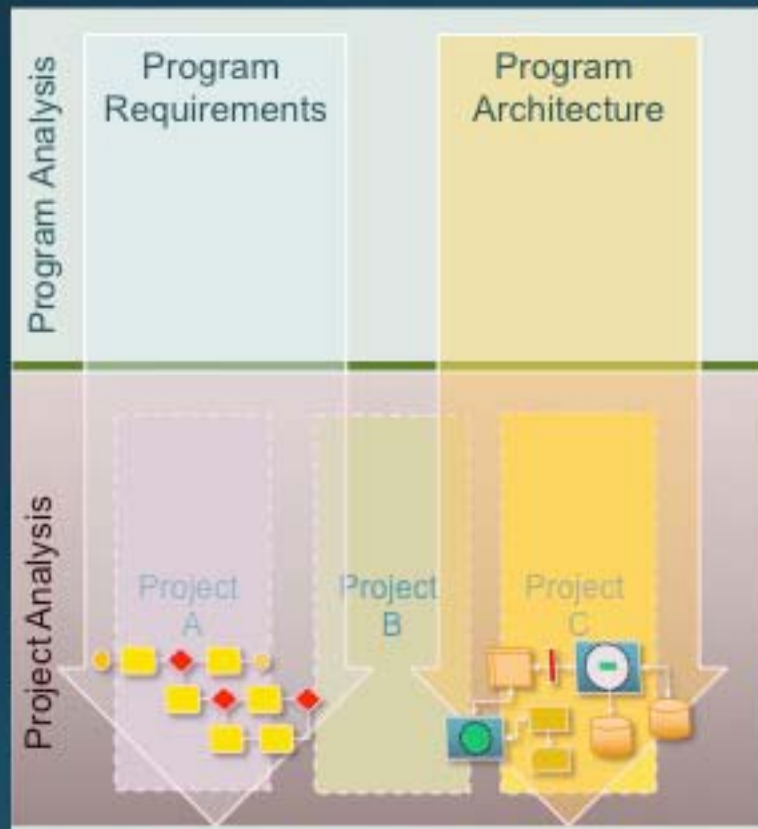 Program Analysis
Program
Requirements
Program
Architecture
Project Analysis
Project
A
Project
B
Project
C